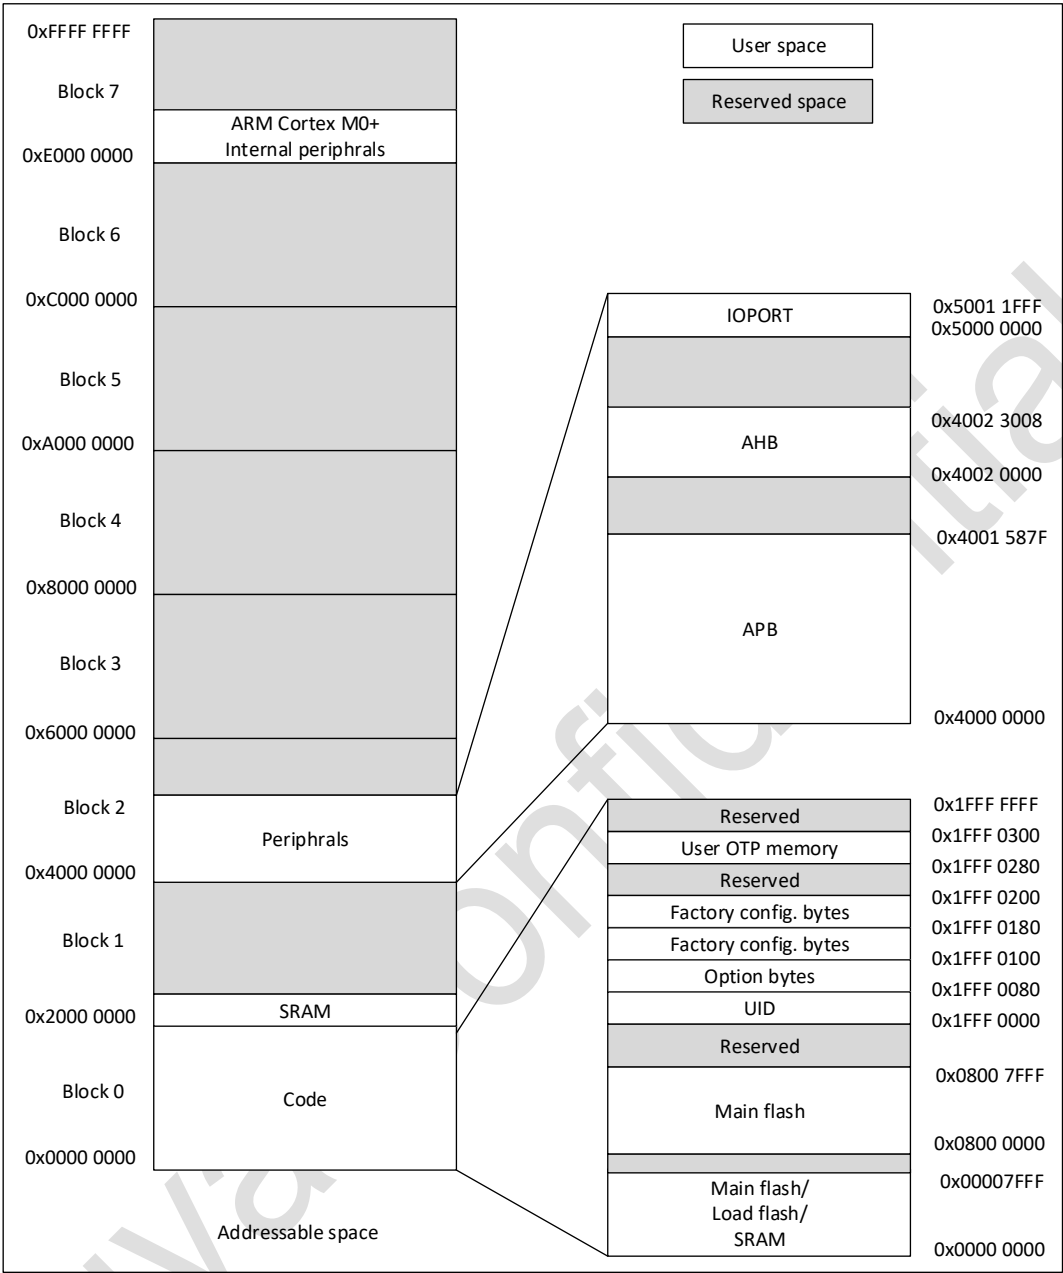 0xFFFF FFFF
Block 7
ARM Cortex M0+
Internal periphrals
0xE000 0000
Block 6
0xC000 0000
Block 5
0xA000 0000
Block 4
0x8000 0000
Block 3
0x6000 0000
Block 2
Periphrals
0x4000 0000
Block 1
SRAM
0x2000 0000
Block 0
Code
0x0000 0000
Addressable space
User space
Reserved space
IOPORT
0x5001 1FFF
0x5000 0000
0x4002 3008
AHB
0x4002 0000
0x4001 587F
APB
0x4000 0000
0x1FFF FFFF
Reserved
0x1FFF 0300
User OTP memory
0x1FFF 0280
Reserved
0x1FFF 0200
Factory config. bytes
0x1FFF 0180
Factory config. bytes
0x1FFF 0100
Option bytes
0x1FFF 0080
UID
0x1FFF 0000
Reserved
0x0800 7FFF
Main flash
0x0800 0000
0x00007FFF
Main flash/
Load flash/
SRAM
0x0000 0000